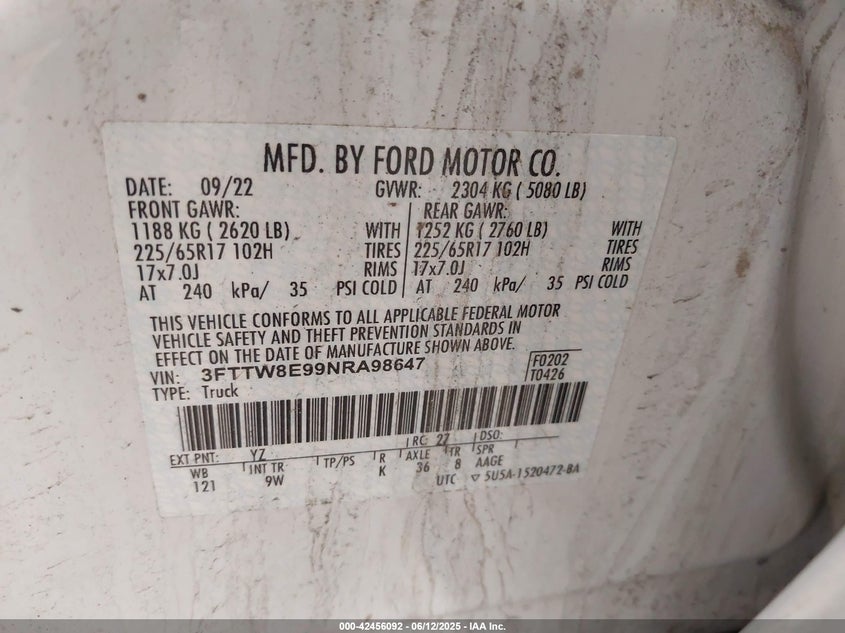 MFD. BY FORD MOTOR CO.
DATE: 09/22 GVWR: 2304 KG ( 5080 LB)
FRONT GAWR: REAR GAWR:
1188 KG ( 2620 LB) WITH 1252 KG ( 2760 LB) WITH
225/65R17 102H TIRES 225/65R17 102H TIRES
17x7.0J RIMS 17x7.0J RIMS
AT 240 kPa/ 35 PSI COLD AT 240 kPa/ 35 PSI COLD
THIS VEHICLE CONFORMS TO ALL APPLICABLE FEDERAL MOTOR
VEHICLE SAFETY AND THEFT PREVENTION STANDARDS IN
EFFECT ON THE DATE OF MANUFACTURE SHOWN ABOVE.
VIN: 3FTTW8E99NRA98647 F0202
TYPE: Truck T0426
EXT PNT: YZ RC: 27 DSO:
WB INT TR TP/PS R AXLE TR SPR
121 9W K 36 8 AAGE
UTC ▽ 5U5A-1520472-BA
000-42456092 - 06/12/2025 - IAA Inc.